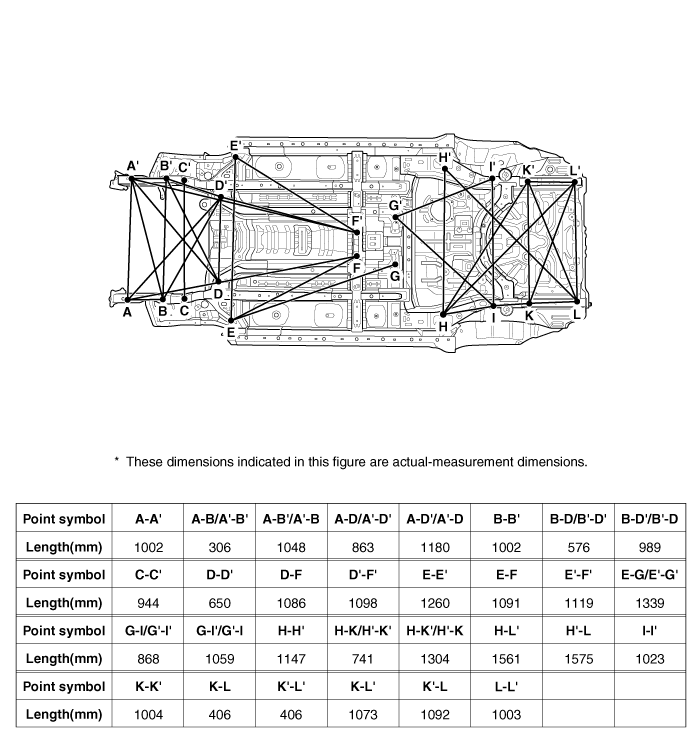 E'
A' B' C' H' I' K' L'
D'
G'
F'
F
G
D
A B C E H I K L
* These dimensions indicated in this figure are actual-measurement dimensions.
Point symbol A-A' A-B/A'-B' A-B'/A'-B A-D/A'-D' A-D'/A'-D B-B' B-D/B'-D' B-D'/B'-D
Length(mm) 1002 306 1048 863 1180 1002 576 989
Point symbol C-C' D-D' D-F D'-F' E-E' E-F E'-F' E-G/E'-G'
Length(mm) 944 650 1086 1098 1260 1091 1119 1339
Point symbol G-I/G'-I' G-I'/G'-I H-H' H-K/H'-K' H-K'/H'-K H-L' H'-L I-I'
Length(mm) 868 1059 1147 741 1304 1561 1575 1023
Point symbol K-K' K-L K'-L' K-L' K'-L L-L'
Length(mm) 1004 406 406 1073 1092 1003